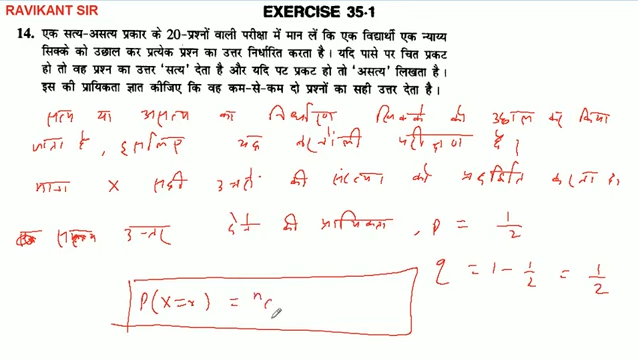 RAVIKANT SIR
EXERCISE 35·1
14. एक सत्य-असत्य प्रकार के 20-प्रश्नों वाली परीक्षा में मान लें कि एक विद्यार्थी एक न्याय्य
सिक्के को उछाल कर प्रत्येक प्रश्न का उत्तर निर्धारित करता है। यदि पासे पर चित प्रकट
हो तो वह प्रश्न का उत्तर 'सत्य' देता है और यदि पट प्रकट हो तो 'असत्य' लिखता है।
इस की प्रायिकता ज्ञात कीजिए कि वह कम-से-कम दो प्रश्नों का सही उत्तर देता है।
सत्य या असत्य का निर्धारण सिक्के को उछाल कर किया
जाता है, इसलिए यह बरनौली परीक्षण है।
माना X सही उत्तरों की संख्या को प्रदर्शित करता है,
उत्तर देने की प्रायिकता, p = 1/2
q = 1 - 1/2 = 1/2
P(X=r) = ⁿC